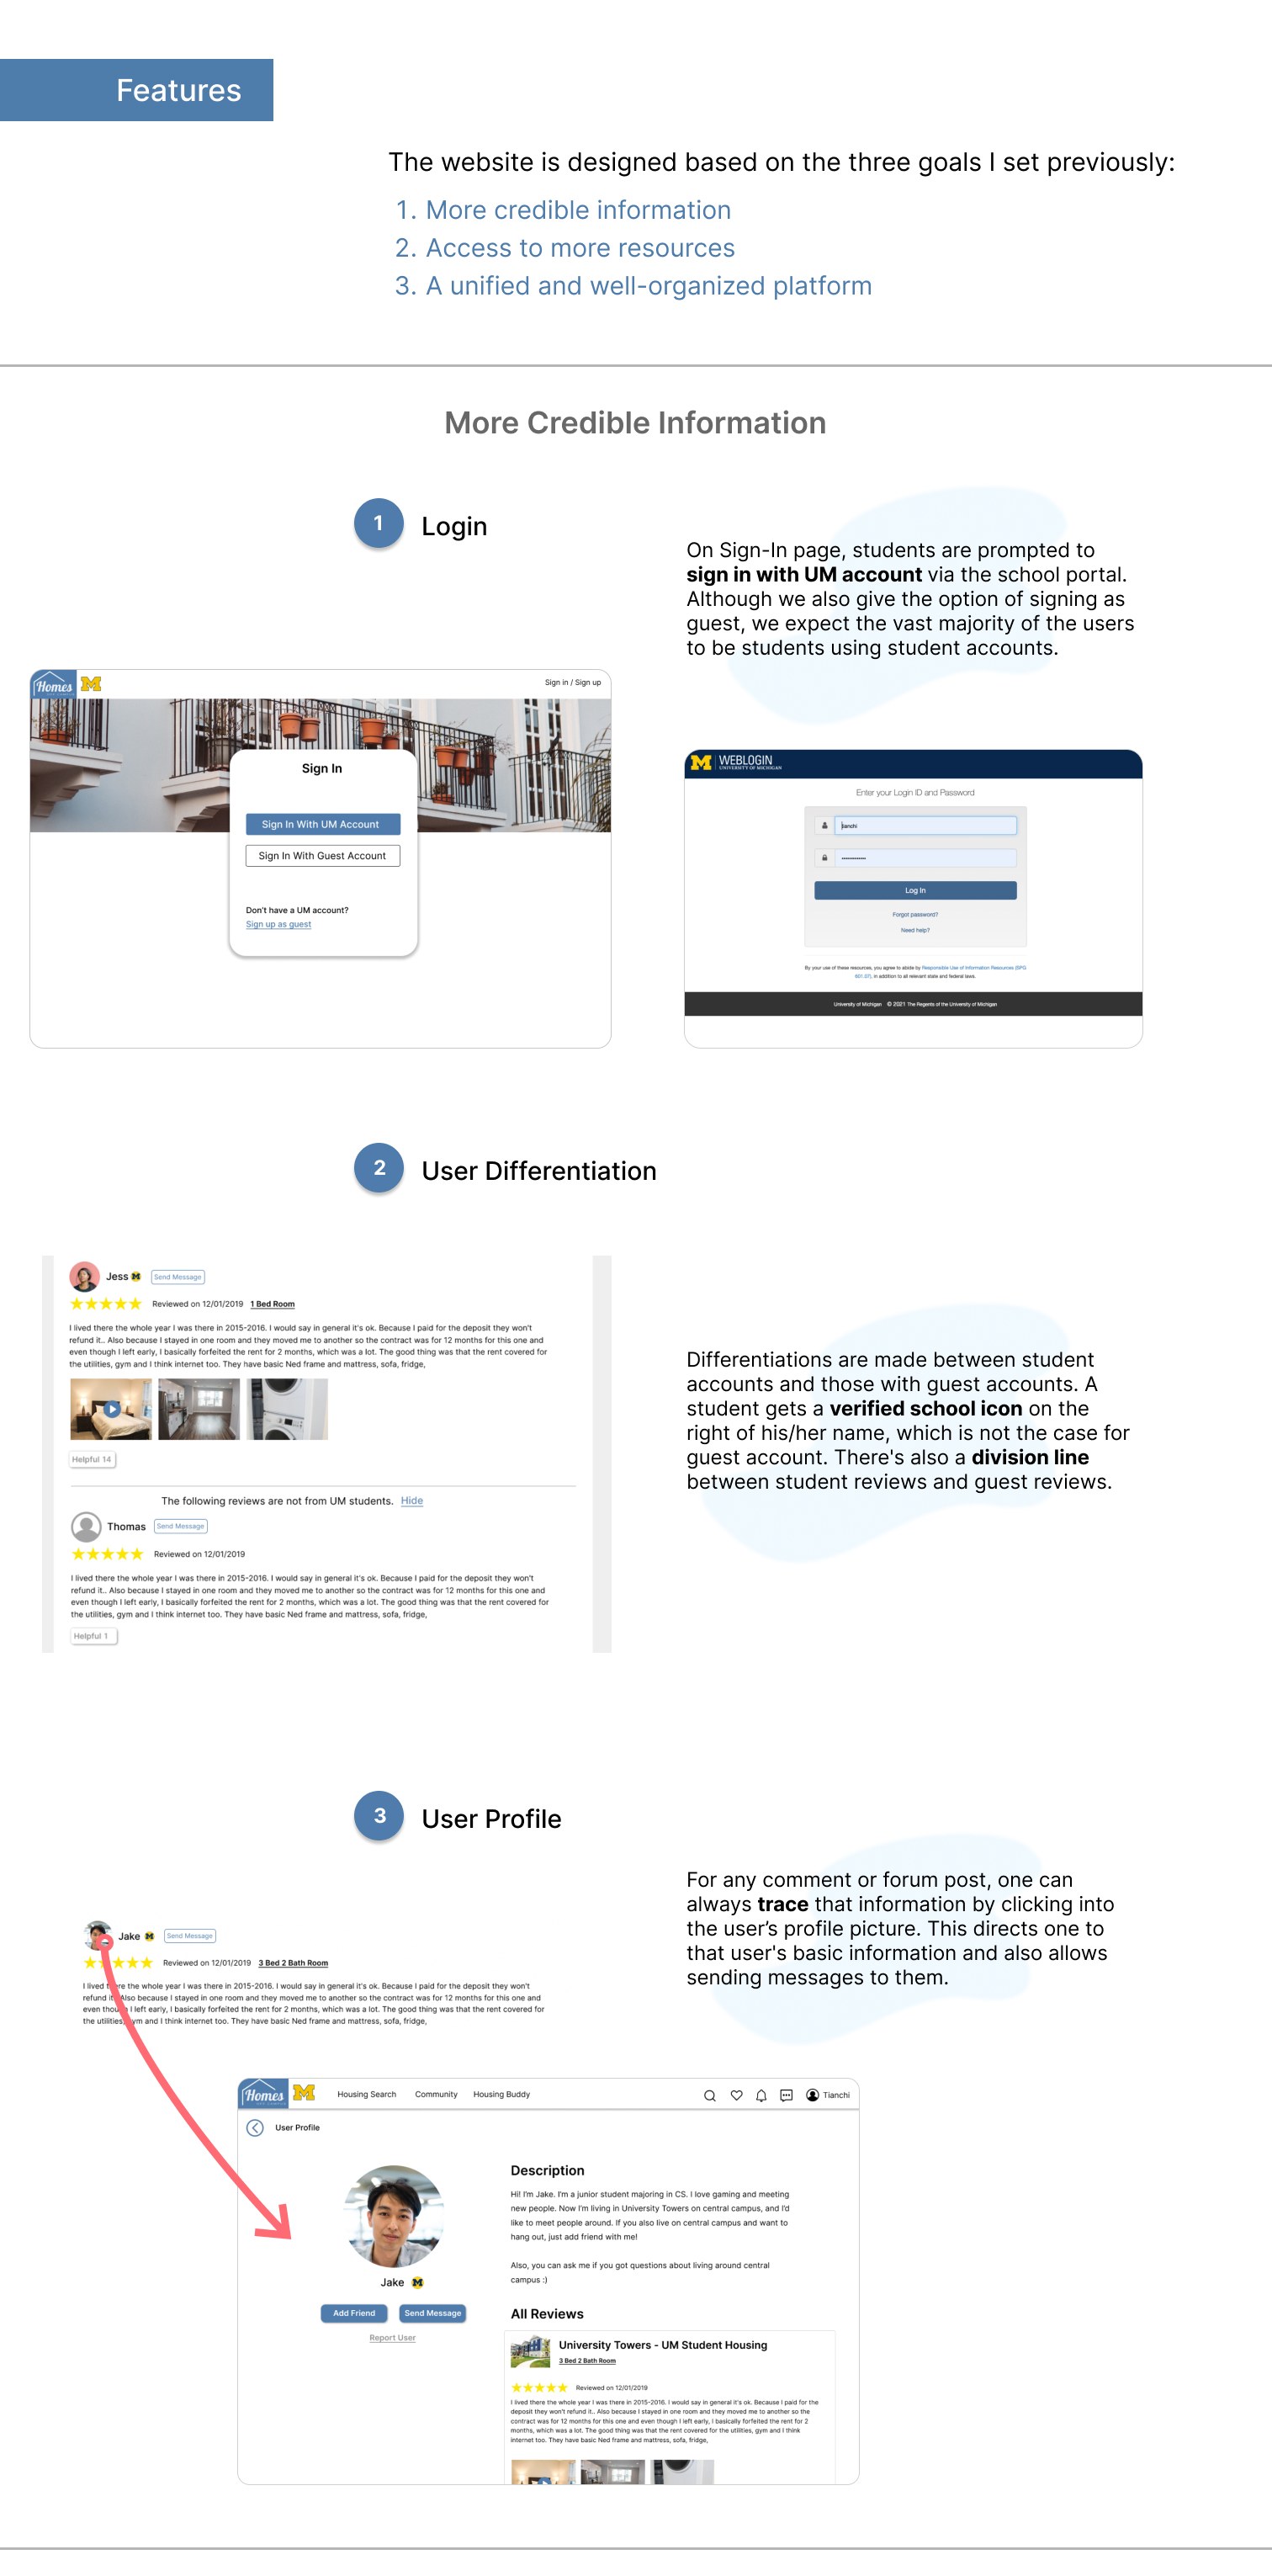 Features
The website is designed based on the three goals I set previously:
1. More credible information
2. Access to more resources
3. A unified and well-organized platform
More Credible Information
1 Login
On Sign-In page, students are prompted to
sign in with UM account via the school portal.
Although we also give the option of signing as
guest, we expect the vast majority of the users
to be students using student accounts.
Homes M Sign in / Sign up
Sign In
Sign In With UM Account
Sign In With Guest Account
Don't have a UM account?
Sign up as guest
M WEBLOGIN
UNIVERSITY OF MICHIGAN
Enter your Login ID and Password
tianchi
Log In
Forgot password?
Need help?
By your use of these resources, you agree to abide by Responsible Use of Information Resources (SPG
601.07), in addition to all relevant state and federal laws.
University of Michigan © 2021 The Regents of the University of Michigan
2 User Differentiation
Jess M Send Message
Reviewed on 12/01/2019 1 Bed Room
I lived there the whole year I was there in 2015-2016. I would say in general it's ok. Because I paid for the deposit they won't
refund it.. Also because I stayed in one room and they moved me to another so the contract was for 12 months for this one and
even though I left early, I basically forfeited the rent for 2 months, which was a lot. The good thing was that the rent covered for
the utilities, gym and I think internet too. They have basic Ned frame and mattress, sofa, fridge,
Helpful 14
The following reviews are not from UM students. Hide
Thomas Send Message
Reviewed on 12/01/2019
I lived there the whole year I was there in 2015-2016. I would say in general it's ok. Because I paid for the deposit they won't
refund it.. Also because I stayed in one room and they moved me to another so the contract was for 12 months for this one and
even though I left early, I basically forfeited the rent for 2 months, which was a lot. The good thing was that the rent covered for
the utilities, gym and I think internet too. They have basic Ned frame and mattress, sofa, fridge,
Helpful 1
Differentiations are made between student
accounts and those with guest accounts. A
student gets a verified school icon on the
right of his/her name, which is not the case for
guest account. There's also a division line
between student reviews and guest reviews.
3 User Profile
For any comment or forum post, one can
always trace that information by clicking into
the user’s profile picture. This directs one to
that user's basic information and also allows
sending messages to them.
Jake M Send Message
Reviewed on 12/01/2019 3 Bed 2 Bath Room
I lived there the whole year I was there in 2015-2016. I would say in general it's ok. Because I paid for the deposit they won't
refund it.. Also because I stayed in one room and they moved me to another so the contract was for 12 months for this one and
even though I left early, I basically forfeited the rent for 2 months, which was a lot. The good thing was that the rent covered for
the utilities, gym and I think internet too. They have basic Ned frame and mattress, sofa, fridge,
Homes M Housing Search Community Housing Buddy Tianchi
User Profile
Jake M
Add Friend Send Message
Report User
Description
Hi! I'm Jake. I'm a junior student majoring in CS. I love gaming and meeting
new people. Now I'm living in University Towers on central campus, and I'd
like to meet people around. If you also live on central campus and want to
hang out, just add friend with me!
Also, you can ask me if you got questions about living around central
campus :)
All Reviews
University Towers - UM Student Housing
3 Bed 2 Bath Room
Reviewed on 12/01/2019
I lived there the whole year I was there in 2015-2016. I would say in general it's ok. Because I paid for the
deposit they won't refund it.. Also because I stayed in one room and they moved me to another so the
contract was for 12 months for this one and even though I left early, I basically forfeited the rent for 2
months, which was a lot. The good thing was that the rent covered for the utilities, gym and I think
internet too. They have basic Ned frame and mattress, sofa, fridge,